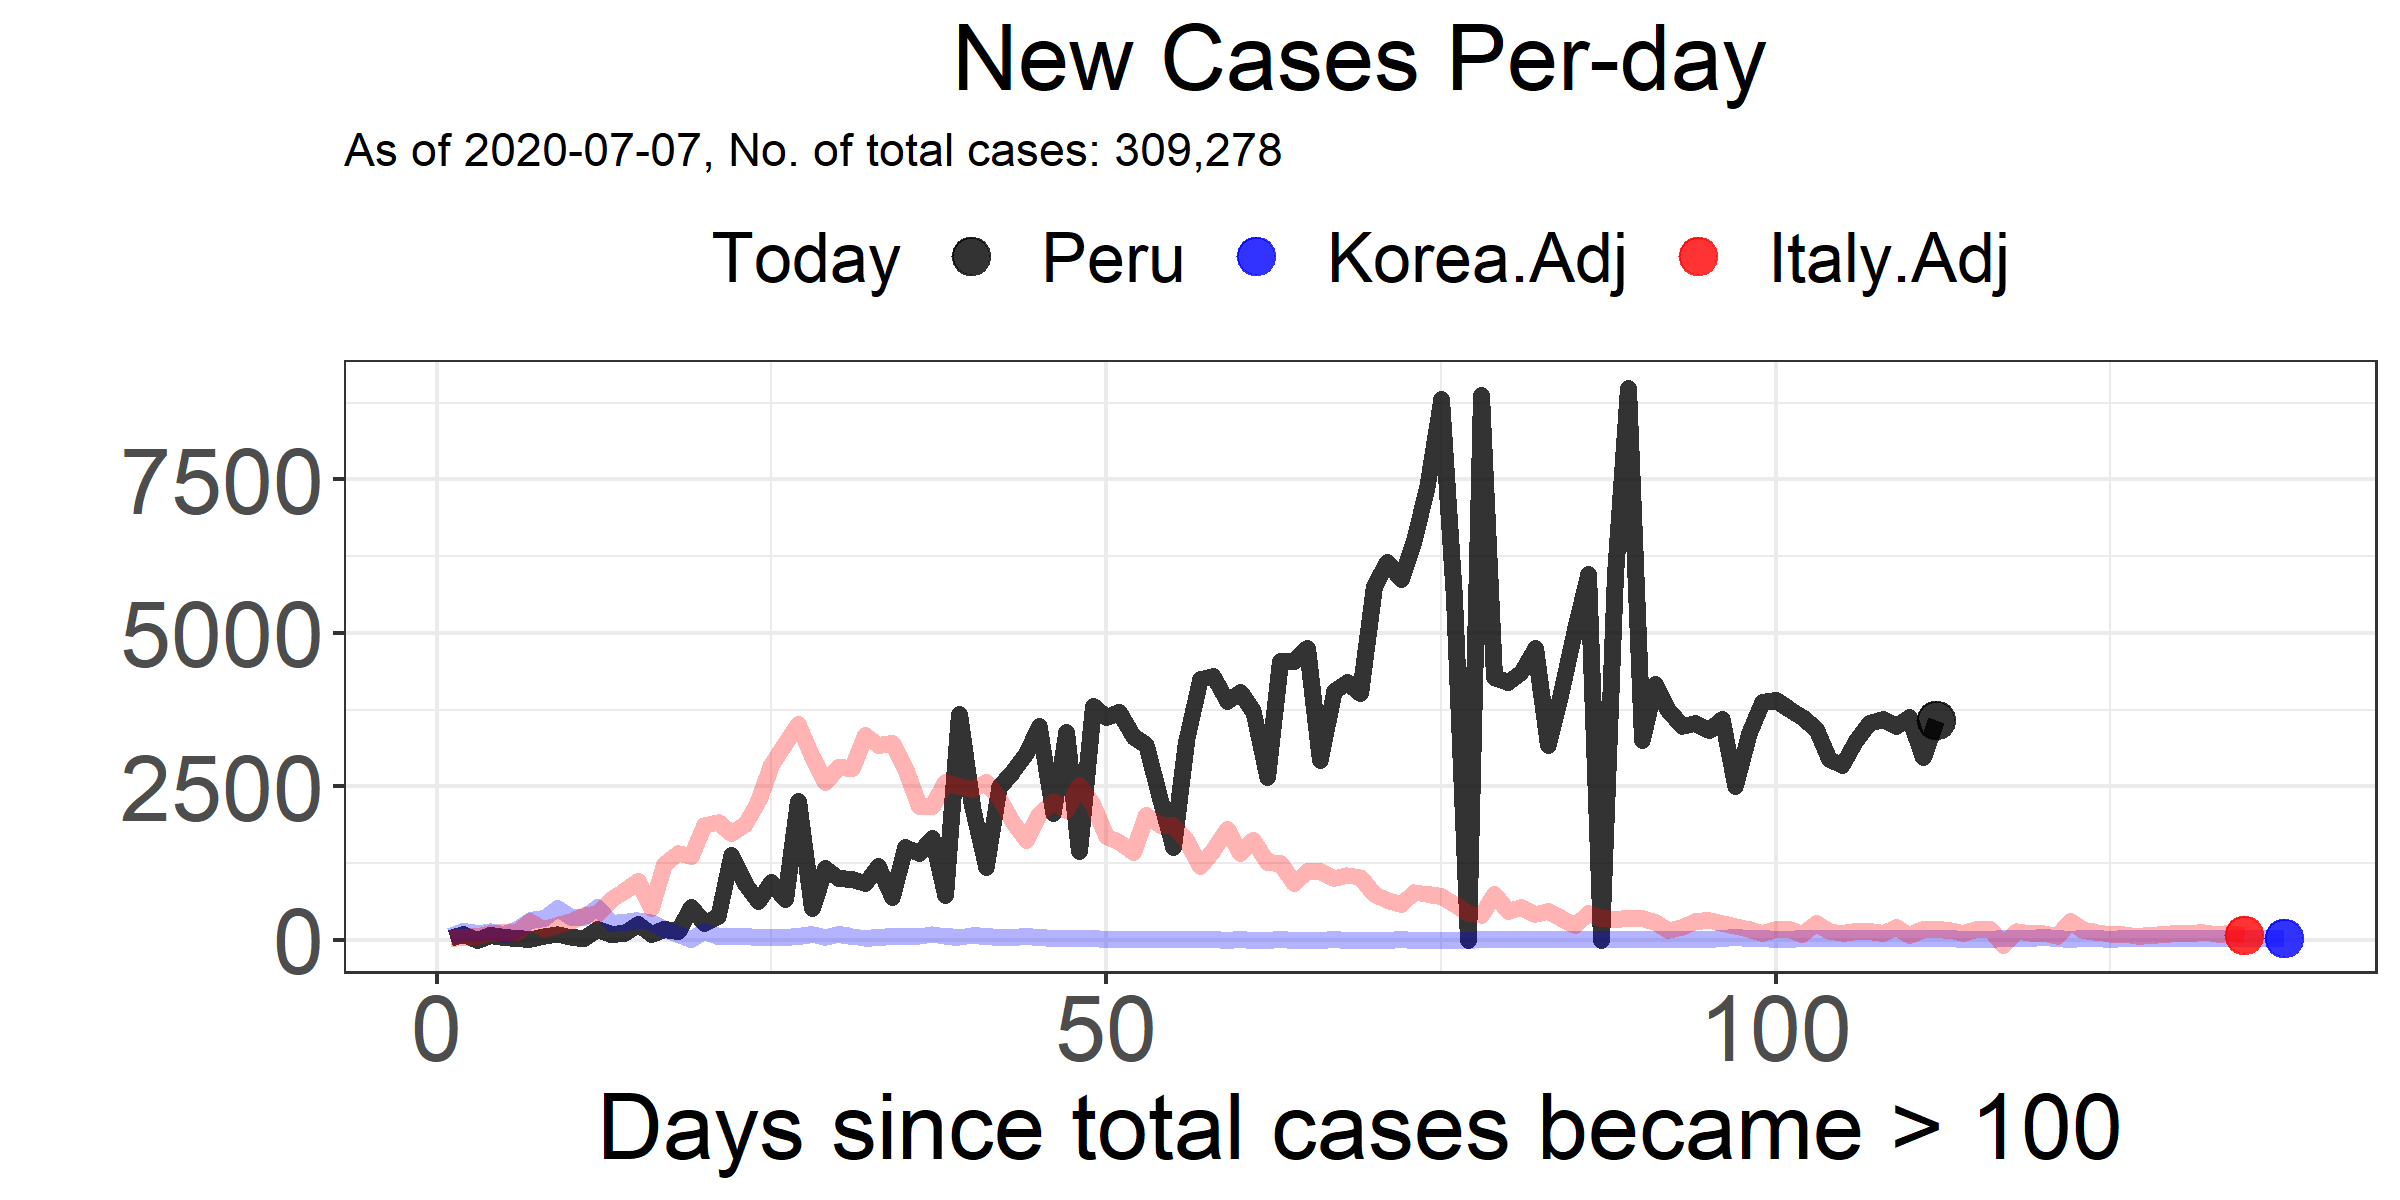 New Cases Per-day
As of 2020-07-07, No. of total cases: 309,278
Today Peru Korea.Adj Italy.Adj
7500
5000
2500
0
0 50 100
Days since total cases became > 100